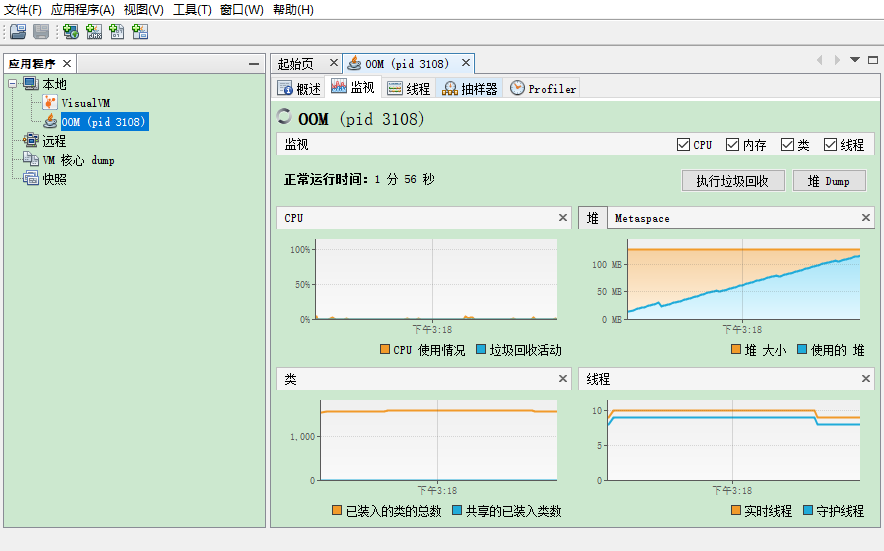 文件(F) 应用程序(A) 视图(V) 工具(T) 窗口(W) 帮助(H)
应用程序
本地
VisualVM
OOM (pid 3108)
远程
VM 核心 dump
快照
起始页 OOM (pid 3108)
概述 监视 线程 抽样器 Profiler
OOM (pid 3108)
监视 CPU 内存 类 线程
正常运行时间: 1 分 56 秒 执行垃圾回收 堆 Dump
CPU
100%
50%
0%
下午3:18
CPU 使用情况 垃圾回收活动
堆 Metaspace
100 MB
50 MB
0 MB
下午3:18
堆 大小 使用的 堆
类
1,000
0
下午3:18
已装入的类的总数 共享的已装入类数
线程
10
5
0
下午3:18
实时线程 守护线程